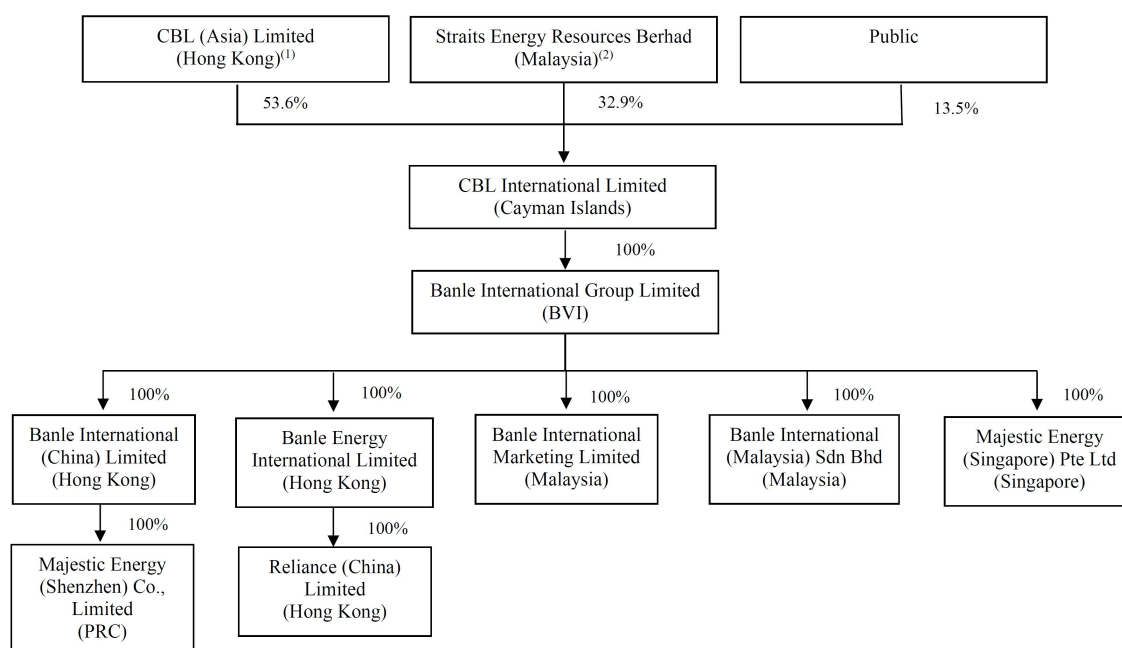 CBL (Asia) Limited
(Hong Kong)(1)
Straits Energy Resources Berhad
(Malaysia)(2)
Public
53.6%
32.9%
13.5%
CBL International Limited
(Cayman Islands)
100%
Banle International Group Limited
(BVI)
100%
100%
100%
100%
100%
Banle International
(China) Limited
(Hong Kong)
Banle Energy
International Limited
(Hong Kong)
Banle International
Marketing Limited
(Malaysia)
Banle International
(Malaysia) Sdn Bhd
(Malaysia)
Majestic Energy
(Singapore) Pte Ltd
(Singapore)
100%
100%
Majestic Energy
(Shenzhen) Co.,
Limited
(PRC)
Reliance (China)
Limited
(Hong Kong)